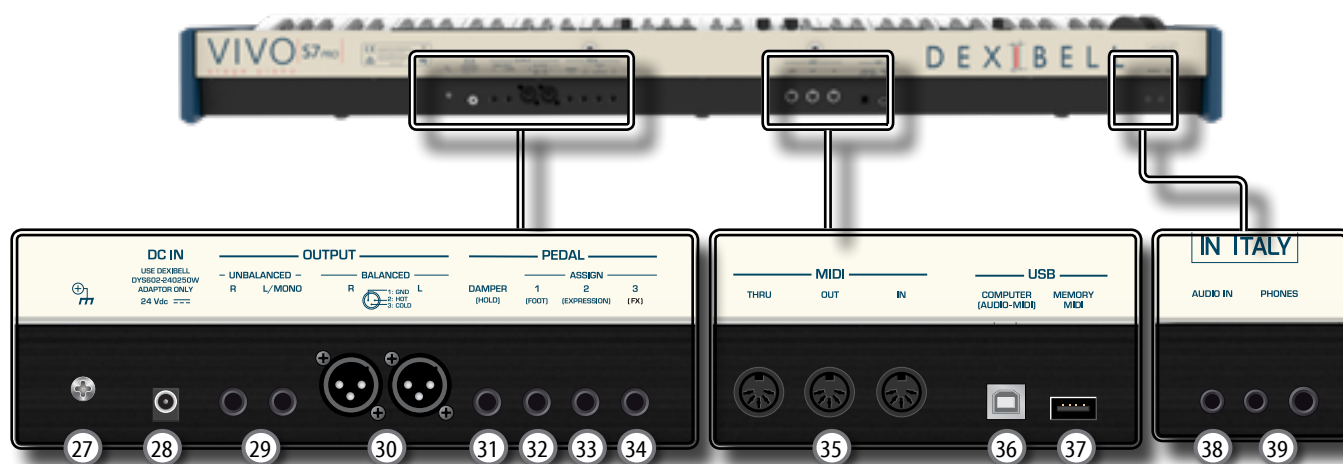 VIVO S7 PRO
DEXIBELL
DC IN
USE DEXIBELL
DYS602-240250W
ADAPTOR ONLY
24 Vdc
OUTPUT
UNBALANCED
R L/MONO
BALANCED
R L
1: GND
2: HOT
3: COLD
PEDAL
DAMPER
(HOLD)
ASSIGN
1 2 3
(FOOT) (EXPRESSION) (FX)
MIDI
THRU OUT IN
USB
COMPUTER
(AUDIO-MIDI)
MEMORY
MIDI
IN ITALY
AUDIO IN PHONES
27 28 29 30 31 32 33 34 35 36 37 38 39